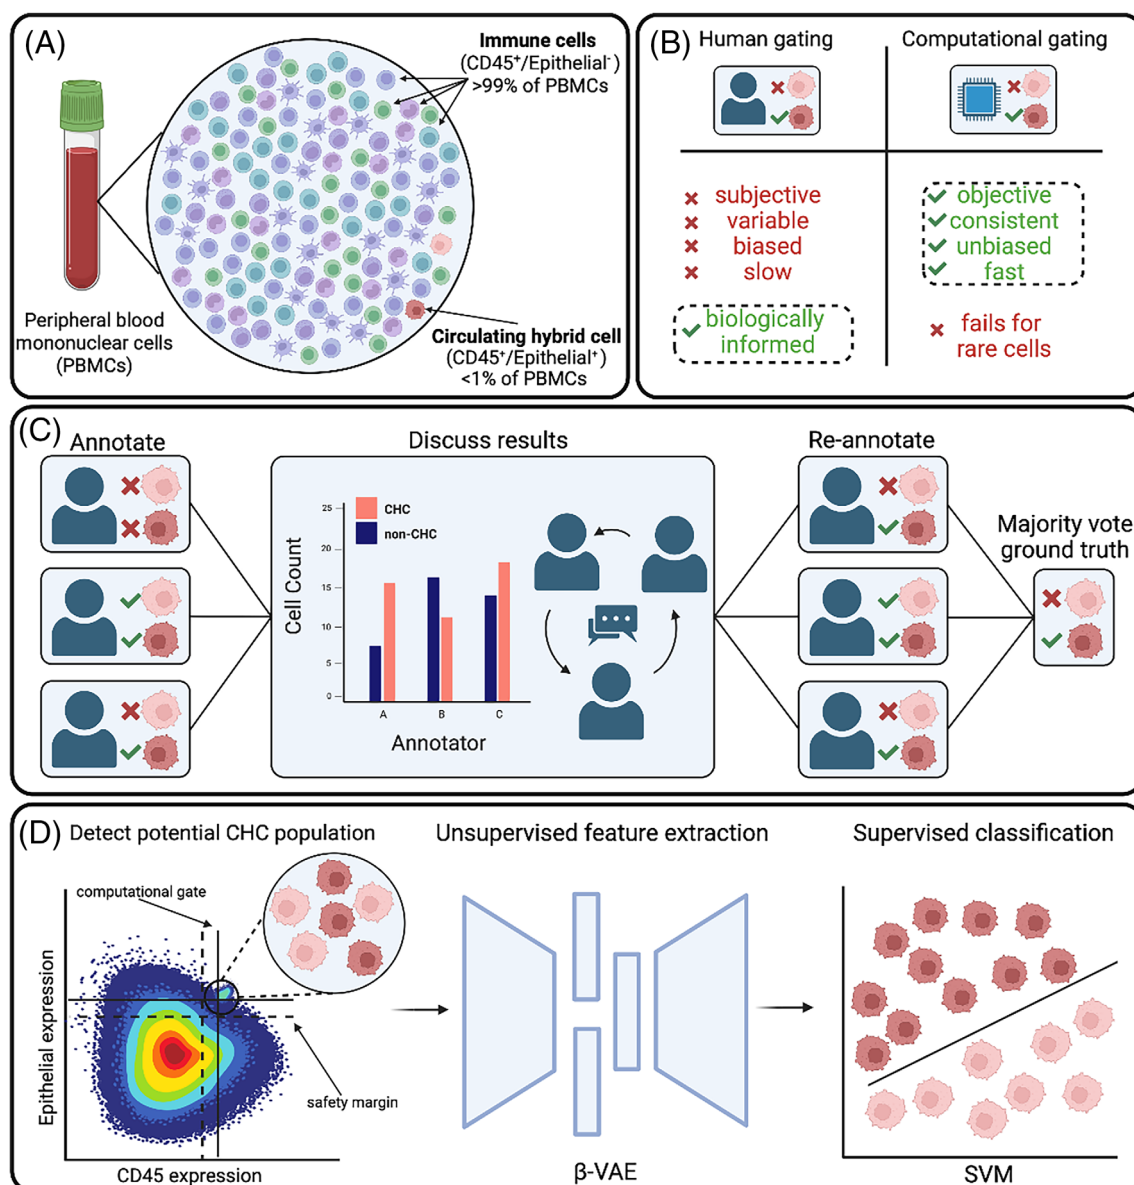 (A)
Immune cells
(CD45⁺/Epithelial⁻)
>99% of PBMCs
Peripheral blood
mononuclear cells
(PBMCs)
Circulating hybrid cell
(CD45⁺/Epithelial⁺)
<1% of PBMCs
(B)
Human gating
Computational gating
subjective
variable
biased
slow
biologically
informed
objective
consistent
unbiased
fast
fails for
rare cells
(C)
Annotate
Discuss results
Re-annotate
Majority vote
ground truth
CHC
non-CHC
Cell Count
25
20
15
10
5
0
A
B
C
Annotator
(D)
Detect potential CHC population
Unsupervised feature extraction
Supervised classification
computational gate
safety margin
Epithelial expression
CD45 expression
β-VAE
SVM